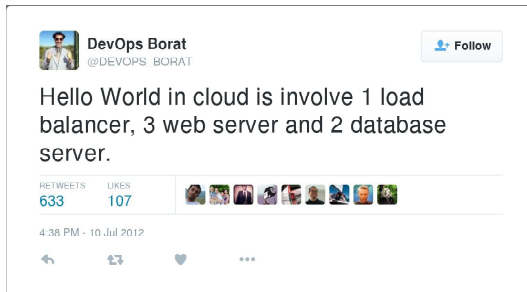 DevOps Borat
@DEVOPS_BORAT
Follow
Hello World in cloud is involve 1 load
balancer, 3 web server and 2 database
server.
RETWEETS LIKES
633 107
4:38 PM - 10 Jul 2012